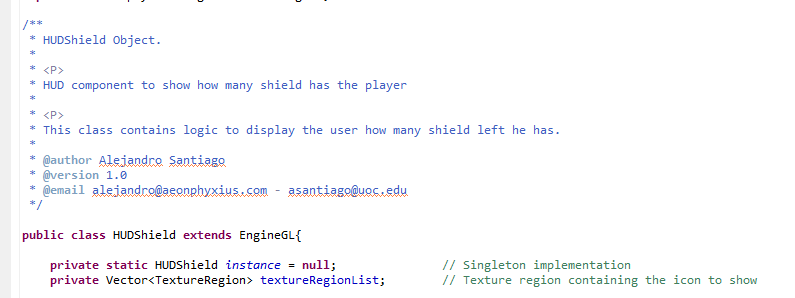 /**
 * HUDShield Object.
 *
 * <P>
 * HUD component to show how many shield has the player
 *
 * <P>
 * This class contains logic to display the user how many shield left he has.
 *
 * @author Alejandro Santiago
 * @version 1.0
 * @email alejandro@aeonphyxius.com - asantiago@uoc.edu
 */
public class HUDShield extends EngineGL{
private static HUDShield instance = null; // Singleton implementation
private Vector<TextureRegion> textureRegionList; // Texture region containing the icon to show